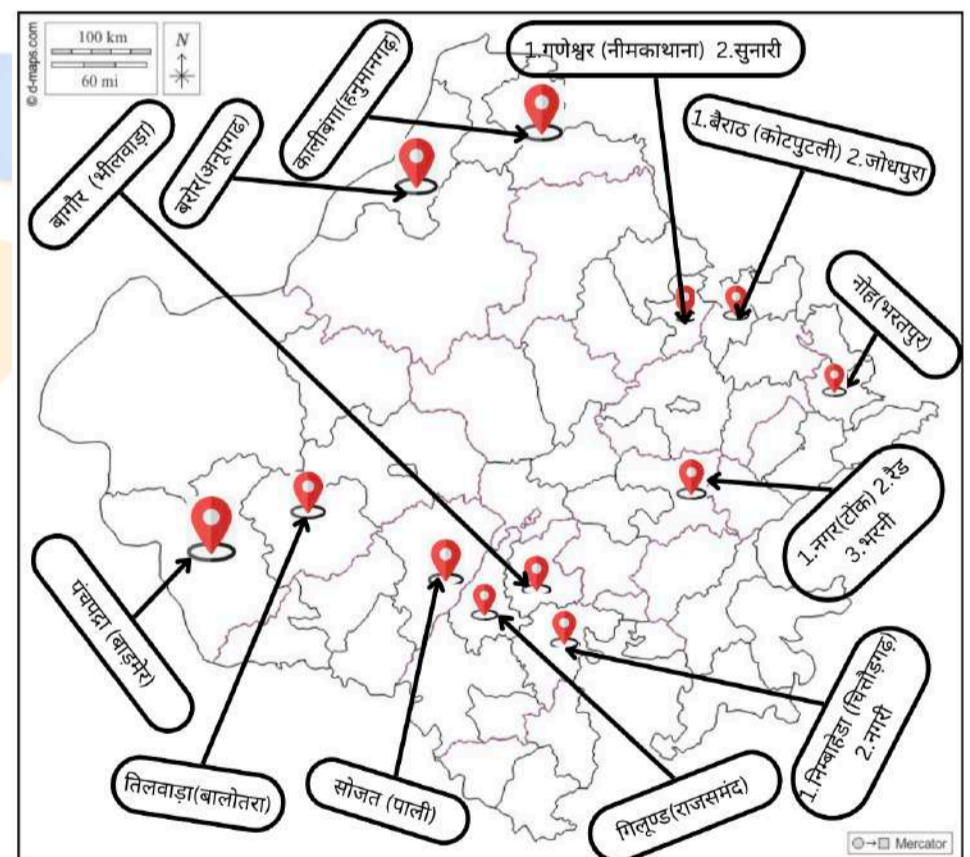 © d-maps.com
100 km
60 mi
N
कालीबंगा(हनुमानगढ़)
1.गणेश्वर (नीमकाथाना) 2.सुनारी
1.बैराठ (कोटपुटली) 2.जोधपुरा
बरोर(अनूपगढ)
बागौर (भीलवाड़ा)
नोह(भरतपुर)
1.नगर(टोंक) 2.रैड
3.भरनी
पंचपद्रा (बाड़मेर)
1.निम्बाहेडा (चित्तौड़गढ़)
2.नगरी
तिलवाड़ा(बालोतरा)
सोजत (पाली)
गिलूण्ड(राजसमंद)
Mercator